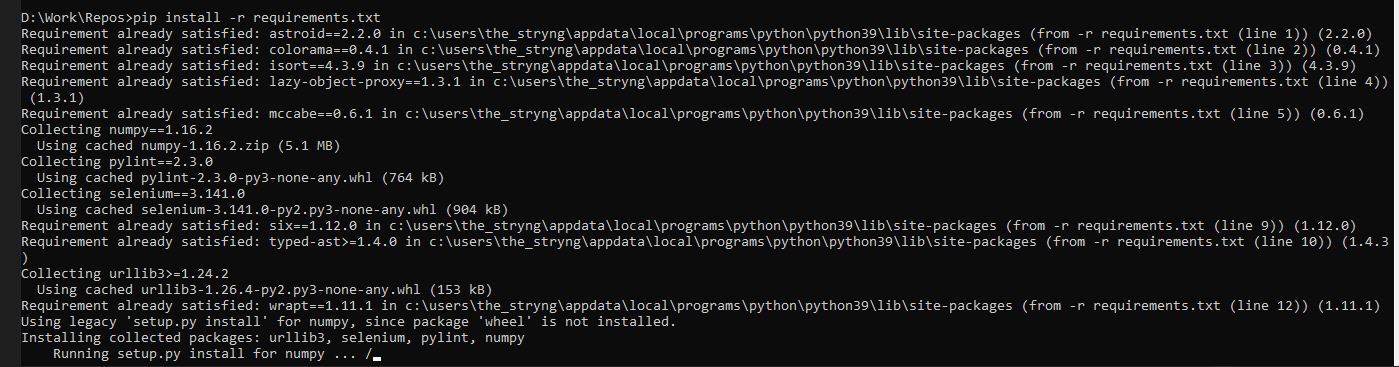 D:\Work\Repos>pip install -r requirements.txt
Requirement already satisfied: astroid==2.2.0 in c:\users\the_stryng\appdata\local\programs\python\python39\lib\site-packages (from -r requirements.txt (line 1)) (2.2.0)
Requirement already satisfied: colorama==0.4.1 in c:\users\the_stryng\appdata\local\programs\python\python39\lib\site-packages (from -r requirements.txt (line 2)) (0.4.1)
Requirement already satisfied: isort==4.3.9 in c:\users\the_stryng\appdata\local\programs\python\python39\lib\site-packages (from -r requirements.txt (line 3)) (4.3.9)
Requirement already satisfied: lazy-object-proxy==1.3.1 in c:\users\the_stryng\appdata\local\programs\python\python39\lib\site-packages (from -r requirements.txt (line 4))
 (1.3.1)
Requirement already satisfied: mccabe==0.6.1 in c:\users\the_stryng\appdata\local\programs\python\python39\lib\site-packages (from -r requirements.txt (line 5)) (0.6.1)
Collecting numpy==1.16.2
  Using cached numpy-1.16.2.zip (5.1 MB)
Collecting pylint==2.3.0
  Using cached pylint-2.3.0-py3-none-any.whl (764 kB)
Collecting selenium==3.141.0
  Using cached selenium-3.141.0-py2.py3-none-any.whl (904 kB)
Requirement already satisfied: six==1.12.0 in c:\users\the_stryng\appdata\local\programs\python\python39\lib\site-packages (from -r requirements.txt (line 9)) (1.12.0)
Requirement already satisfied: typed-ast>=1.4.0 in c:\users\the_stryng\appdata\local\programs\python\python39\lib\site-packages (from -r requirements.txt (line 10)) (1.4.3
)
Collecting urllib3>=1.24.2
  Using cached urllib3-1.26.4-py2.py3-none-any.whl (153 kB)
Requirement already satisfied: wrapt==1.11.1 in c:\users\the_stryng\appdata\local\programs\python\python39\lib\site-packages (from -r requirements.txt (line 12)) (1.11.1)
Using legacy 'setup.py install' for numpy, since package 'wheel' is not installed.
Installing collected packages: urllib3, selenium, pylint, numpy
    Running setup.py install for numpy ... /